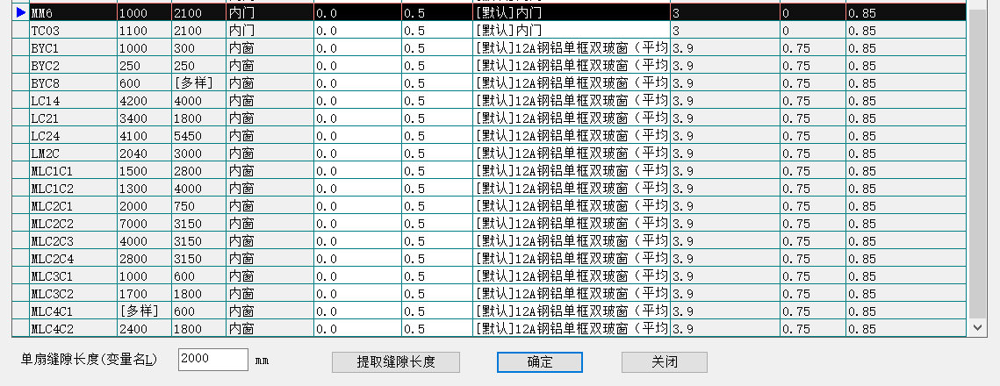 MM6 1000 2100 内门 0.0 0.5 [默认]内门 3 0 0.85
TC03 1100 2100 内门 0.0 0.5 [默认]内门 3 0 0.85
BYC1 1000 300 内窗 0.0 0.5 [默认]12A钢铝单框双玻窗（平均 3.9 0.75 0.85
BYC2 250 250 内窗 0.0 0.5 [默认]12A钢铝单框双玻窗（平均 3.9 0.75 0.85
BYC8 600 [多样] 内窗 0.0 0.5 [默认]12A钢铝单框双玻窗（平均 3.9 0.75 0.85
LC14 4200 4000 内窗 0.0 0.5 [默认]12A钢铝单框双玻窗（平均 3.9 0.75 0.85
LC21 3400 1800 内窗 0.0 0.5 [默认]12A钢铝单框双玻窗（平均 3.9 0.75 0.85
LC24 4100 5450 内窗 0.0 0.5 [默认]12A钢铝单框双玻窗（平均 3.9 0.75 0.85
LM2C 2040 3000 内窗 0.0 0.5 [默认]12A钢铝单框双玻窗（平均 3.9 0.75 0.85
MLC1C1 1500 2800 内窗 0.0 0.5 [默认]12A钢铝单框双玻窗（平均 3.9 0.75 0.85
MLC1C2 1300 4000 内窗 0.0 0.5 [默认]12A钢铝单框双玻窗（平均 3.9 0.75 0.85
MLC2C1 2000 750 内窗 0.0 0.5 [默认]12A钢铝单框双玻窗（平均 3.9 0.75 0.85
MLC2C2 7000 3150 内窗 0.0 0.5 [默认]12A钢铝单框双玻窗（平均 3.9 0.75 0.85
MLC2C3 4000 3150 内窗 0.0 0.5 [默认]12A钢铝单框双玻窗（平均 3.9 0.75 0.85
MLC2C4 2800 3150 内窗 0.0 0.5 [默认]12A钢铝单框双玻窗（平均 3.9 0.75 0.85
MLC3C1 1000 600 内窗 0.0 0.5 [默认]12A钢铝单框双玻窗（平均 3.9 0.75 0.85
MLC3C2 1700 1800 内窗 0.0 0.5 [默认]12A钢铝单框双玻窗（平均 3.9 0.75 0.85
MLC4C1 [多样] 600 内窗 0.0 0.5 [默认]12A钢铝单框双玻窗（平均 3.9 0.75 0.85
MLC4C2 2400 1800 内窗 0.0 0.5 [默认]12A钢铝单框双玻窗（平均 3.9 0.75 0.85
单扇缝隙长度(变量名L) 2000 mm 提取缝隙长度 确定 关闭